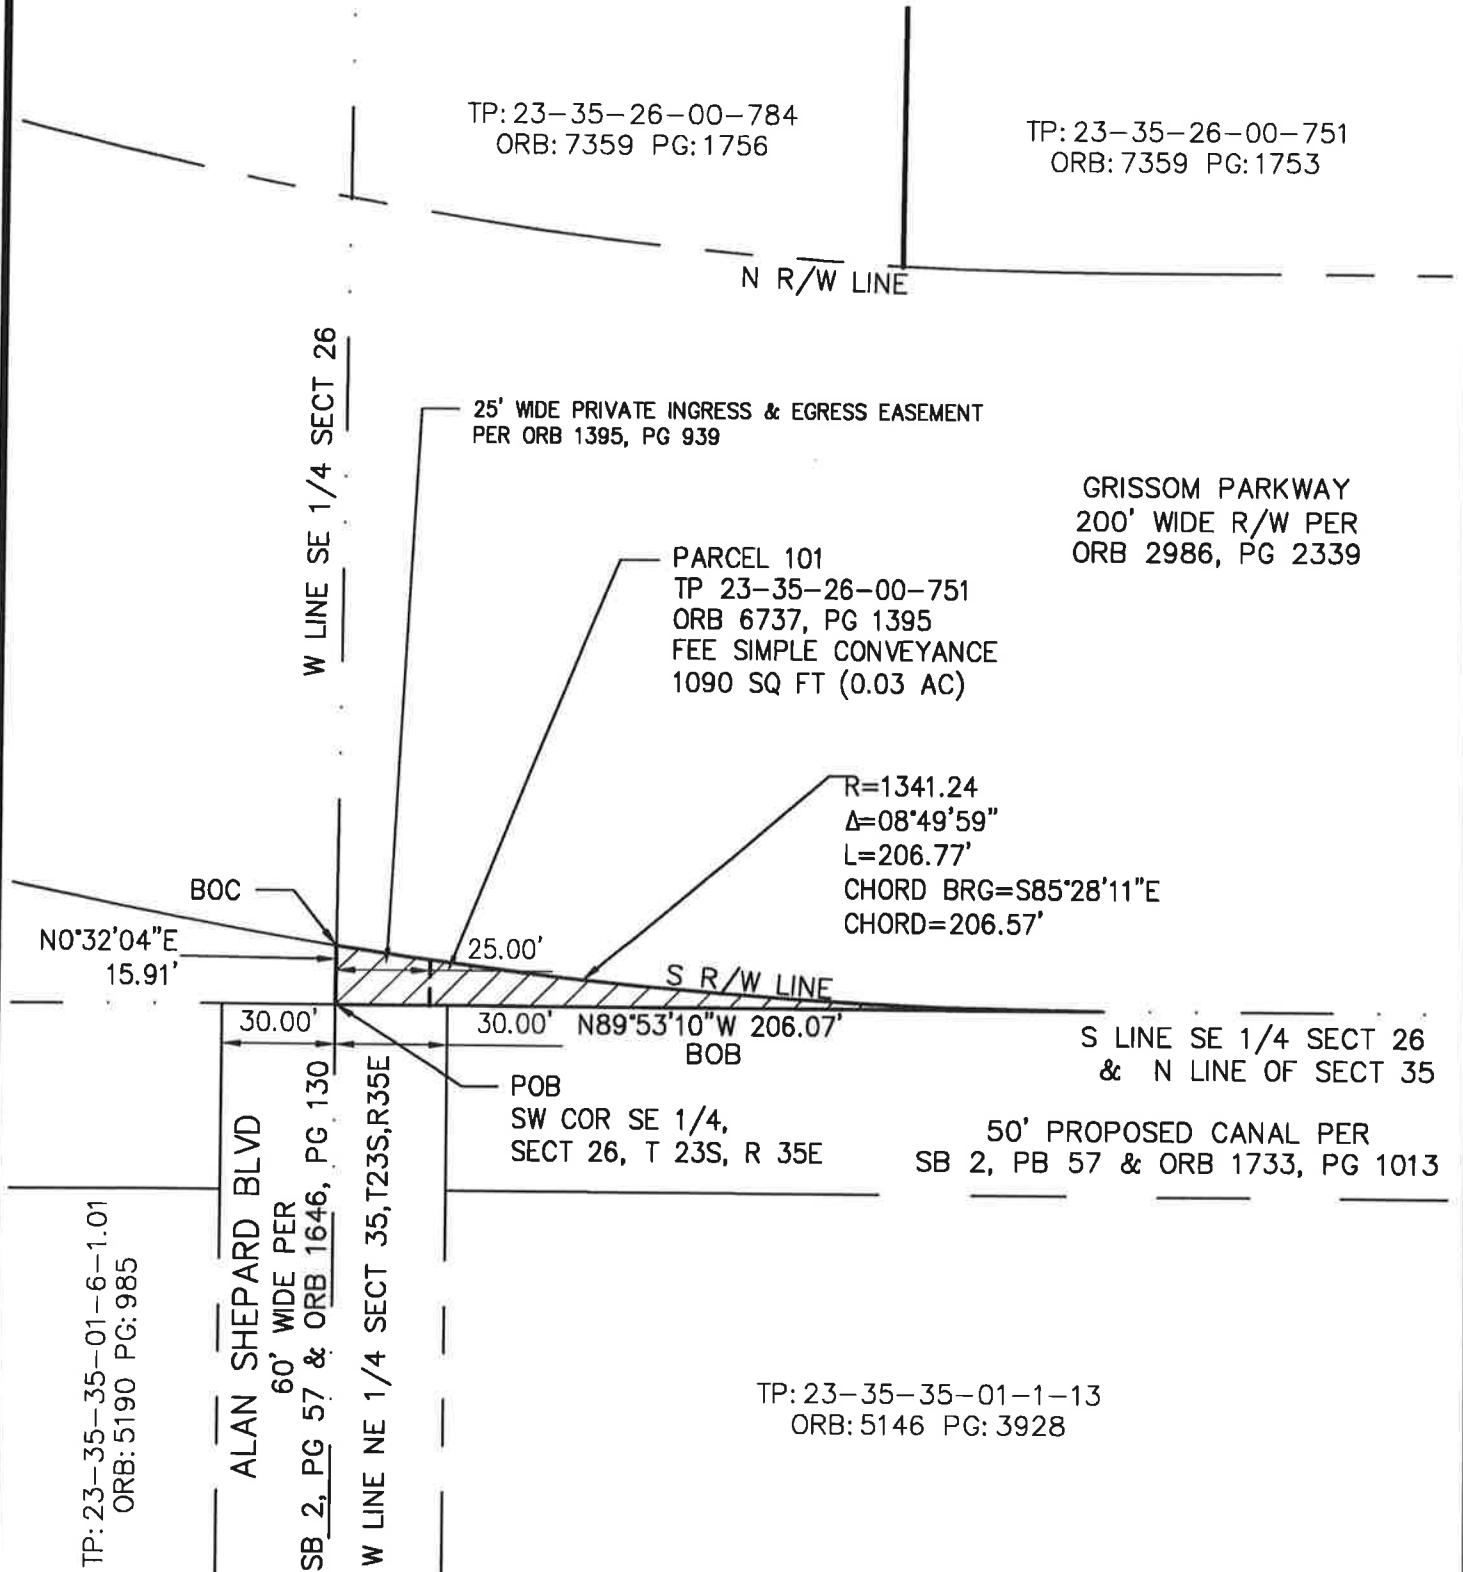 TP: 23-35-26-00-784
ORB: 7359 PG: 1756
TP: 23-35-26-00-751
ORB: 7359 PG: 1753
N R/W LINE
W LINE SE 1/4 SECT 26
25' WIDE PRIVATE INGRESS & EGRESS EASEMENT
PER ORB 1395, PG 939
GRISSOM PARKWAY
200' WIDE R/W PER
ORB 2986, PG 2339
PARCEL 101
TP 23-35-26-00-751
ORB 6737, PG 1395
FEE SIMPLE CONVEYANCE
1090 SQ FT (0.03 AC)
R=1341.24
Δ=08°49'59"
L=206.77'
CHORD BRG=S85°28'11"E
CHORD=206.57'
BOC
N0°32'04"E
15.91'
25.00'
S R/W LINE
30.00'
30.00'
N89°53'10"W 206.07'
BOB
S LINE SE 1/4 SECT 26
& N LINE OF SECT 35
POB
SW COR SE 1/4,
SECT 26, T 23S, R 35E
50' PROPOSED CANAL PER
SB 2, PB 57 & ORB 1733, PG 1013
TP: 23-35-35-01-6-1.01
ORB: 5190 PG: 985
ALAN SHEPARD BLVD
60' WIDE PER
SB 2, PG 57 & ORB 1646, PG 130
W LINE NE 1/4 SECT 35,T23S,R35E
TP: 23-35-35-01-1-13
ORB: 5146 PG: 3928